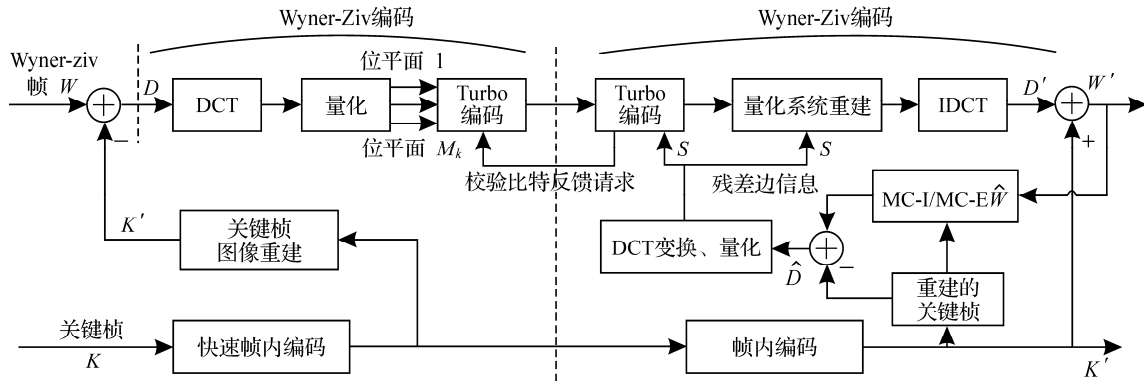 Wyner-Ziv编码
Wyner-Ziv编码
Wyner-ziv
帧 W
D
DCT
量化
位平面 1
位平面 M_k
Turbo
编码
Turbo
编码
量化系统重建
IDCT
D′
W′
+
−
校验比特反馈请求
S
S
残差边信息
MC-I/MC-EŴ
K′
关键桢
图像重建
DCT变换、量化
D̂
−
重建的
关键桢
关键桢
K
快速帧内编码
帧内编码
K′